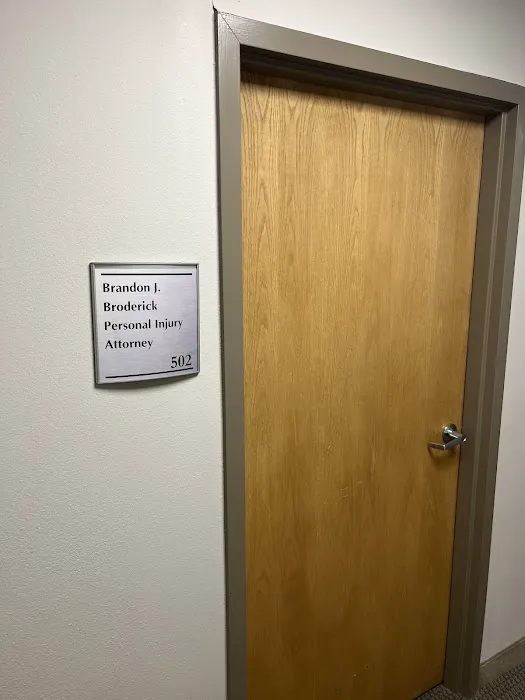 Brandon J.
Broderick
Personal Injury
Attorney
502